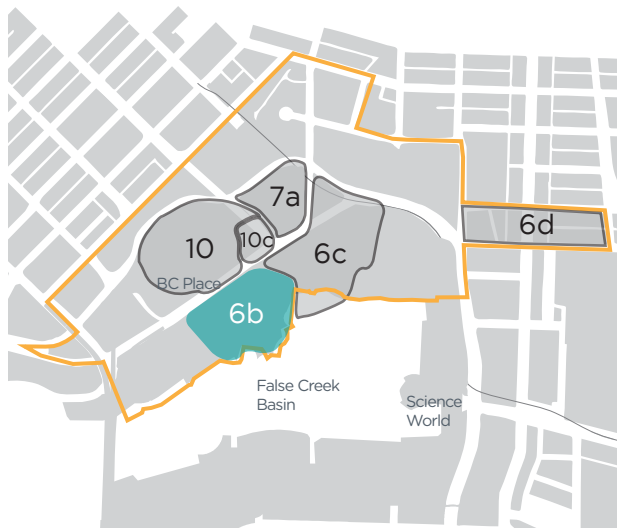 7a
6d
10
10c
6c
BC Place
6b
False Creek
Basin
Science
World